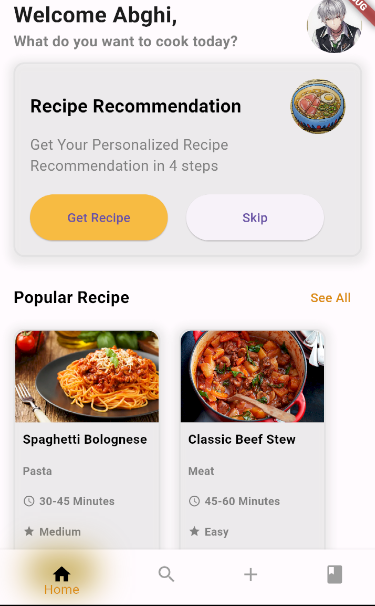 Welcome Abghi,
What do you want to cook today?
Recipe Recommendation
Get Your Personalized Recipe
Recommendation in 4 steps
Get Recipe
Skip
Popular Recipe
See All
Spaghetti Bolognese
Classic Beef Stew
Pasta
Meat
30-45 Minutes
45-60 Minutes
Medium
Easy
Home